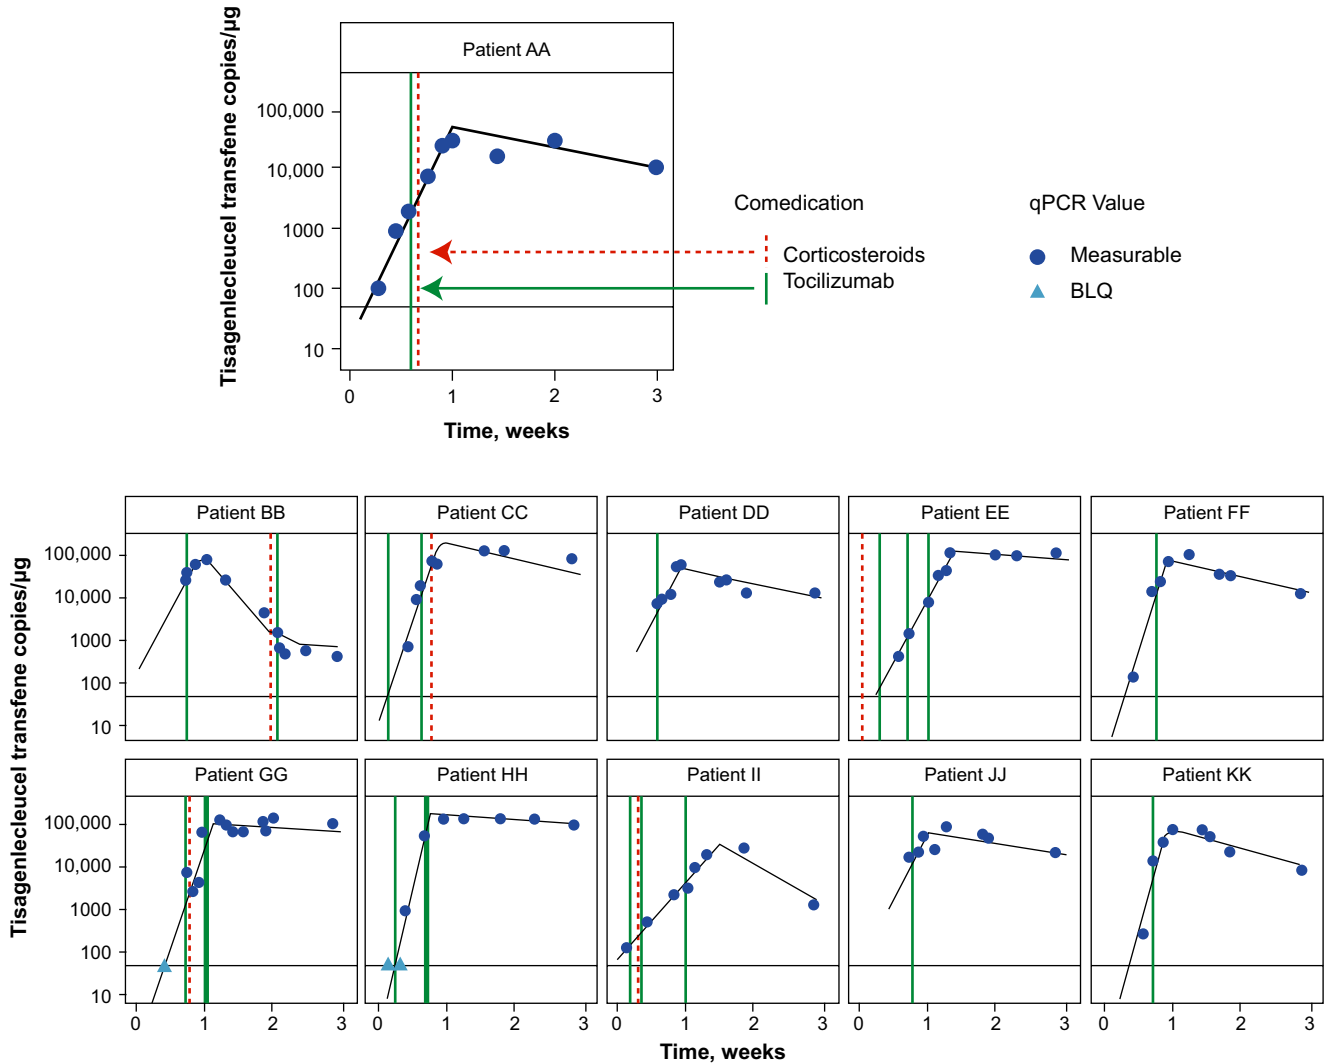 Tisagenlecleucel transfene copies/µg
Patient AA
100,000
10,000
1000
100
10
0 1 2 3
Time, weeks
Comedication
Corticosteroids
Tocilizumab
qPCR Value
Measurable
BLQ
Tisagenlecleucel transfene copies/µg
Patient BB
Patient CC
Patient DD
Patient EE
Patient FF
100,000
10,000
1000
100
10
Patient GG
Patient HH
Patient II
Patient JJ
Patient KK
100,000
10,000
1000
100
10
0 1 2 3 0 1 2 3 0 1 2 3 0 1 2 3 0 1 2 3
Time, weeks